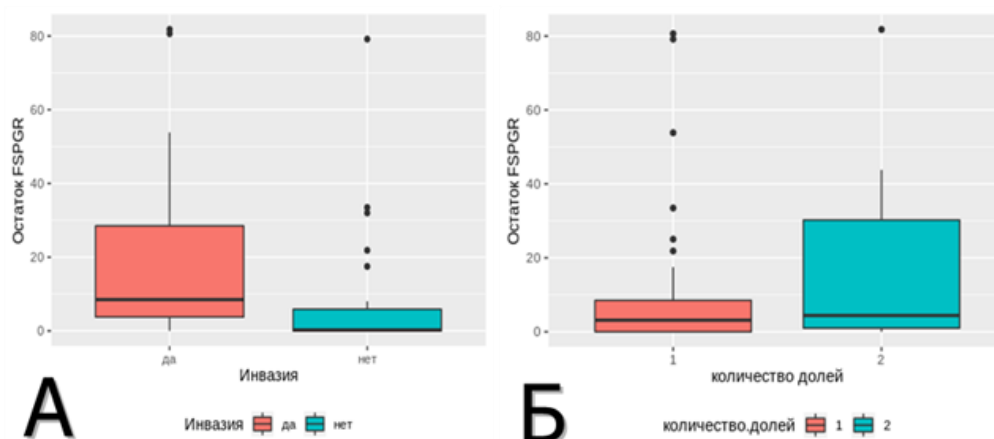 Остаток FSPGR
80
60
40
20
0
да нет
Инвазия
Инвазия да нет
А
Остаток FSPGR
80
60
40
20
0
1 2
количество долей
количество.долей 1 2
Б